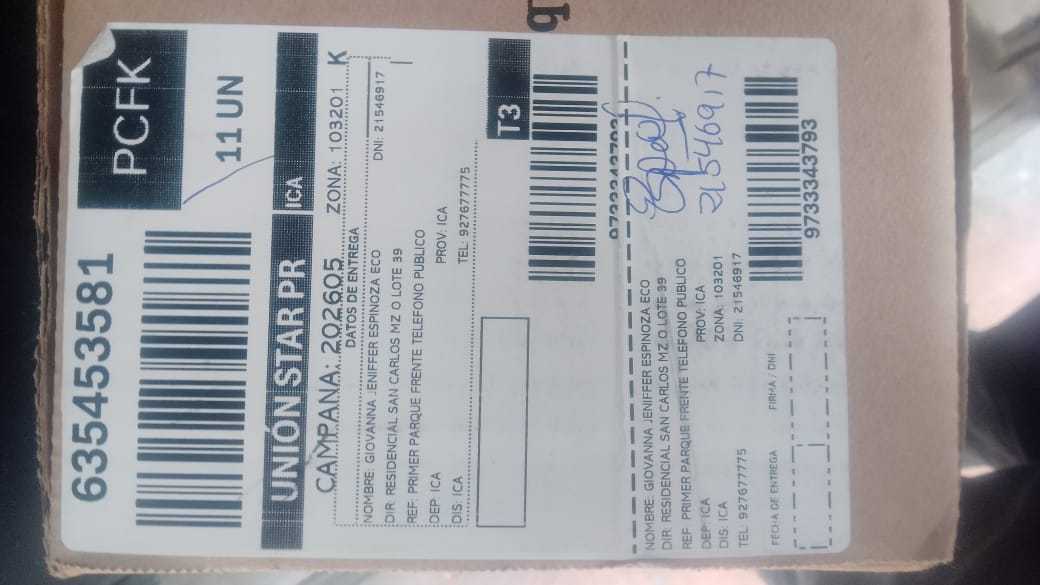 6354535581
PCFK
11 UN
UNIÓN STAR PR ICA
CAMPAÑA: 202605 ZONA: 103201 K
DATOS DE ENTREGA
NOMBRE: GIOVANNA JENIFFER ESPINOZA ECO
DNI: 21546917
DIR: RESIDENCIAL SAN CARLOS MZ O LOTE 39
REF: PRIMER PARQUE FRENTE TELEFONO PUBLICO
DEP: ICA PROV: ICA
DIS: ICA TEL: 927677775
T3
9733343793
NOMBRE: GIOVANNA JENIFFER ESPINOZA ECO
DIR: RESIDENCIAL SAN CARLOS MZ O LOTE 39
REF: PRIMER PARQUE FRENTE TELEFONO PUBLICO
DEP: ICA PROV: ICA
DIS: ICA ZONA: 103201
TEL: 927677775 DNI: 21546917
21546917
FECHA DE ENTREGA FIRMA / DNI
9733343793